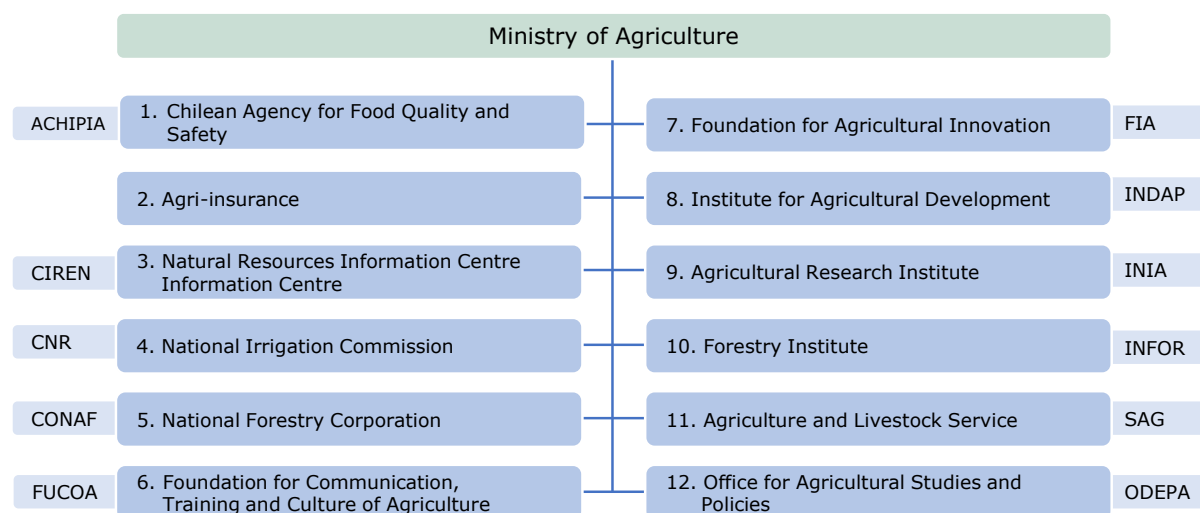 Ministry of Agriculture
ACHIPIA
1. Chilean Agency for Food Quality and
Safety
7. Foundation for Agricultural Innovation
FIA
2. Agri-insurance
8. Institute for Agricultural Development
INDAP
CIREN
3. Natural Resources Information Centre
Information Centre
9. Agricultural Research Institute
INIA
CNR
4. National Irrigation Commission
10. Forestry Institute
INFOR
CONAF
5. National Forestry Corporation
11. Agriculture and Livestock Service
SAG
FUCOA
6. Foundation for Communication,
Training and Culture of Agriculture
12. Office for Agricultural Studies and
Policies
ODEPA